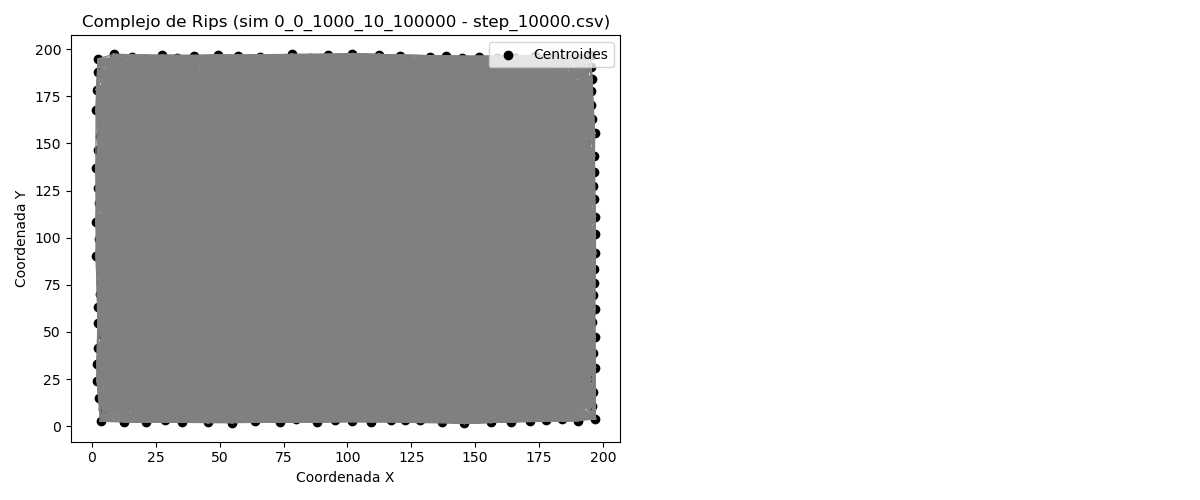 Complejo de Rips (sim 0_0_1000_10_100000 - step_10000.csv)
Centroides
200
175
150
125
100
75
50
25
0
Coordenada Y
0 25 50 75 100 125 150 175 200
Coordenada X